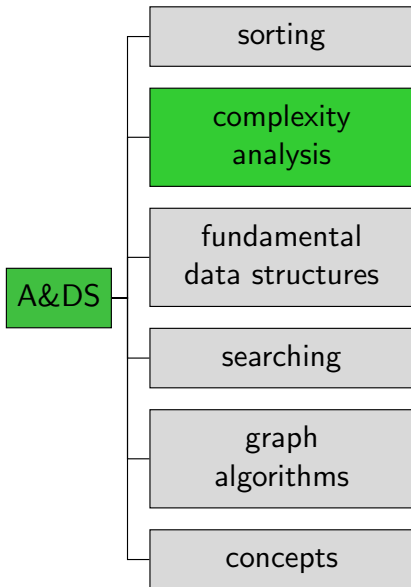 sorting
complexity
analysis
fundamental
data structures
A&DS
searching
graph
algorithms
concepts